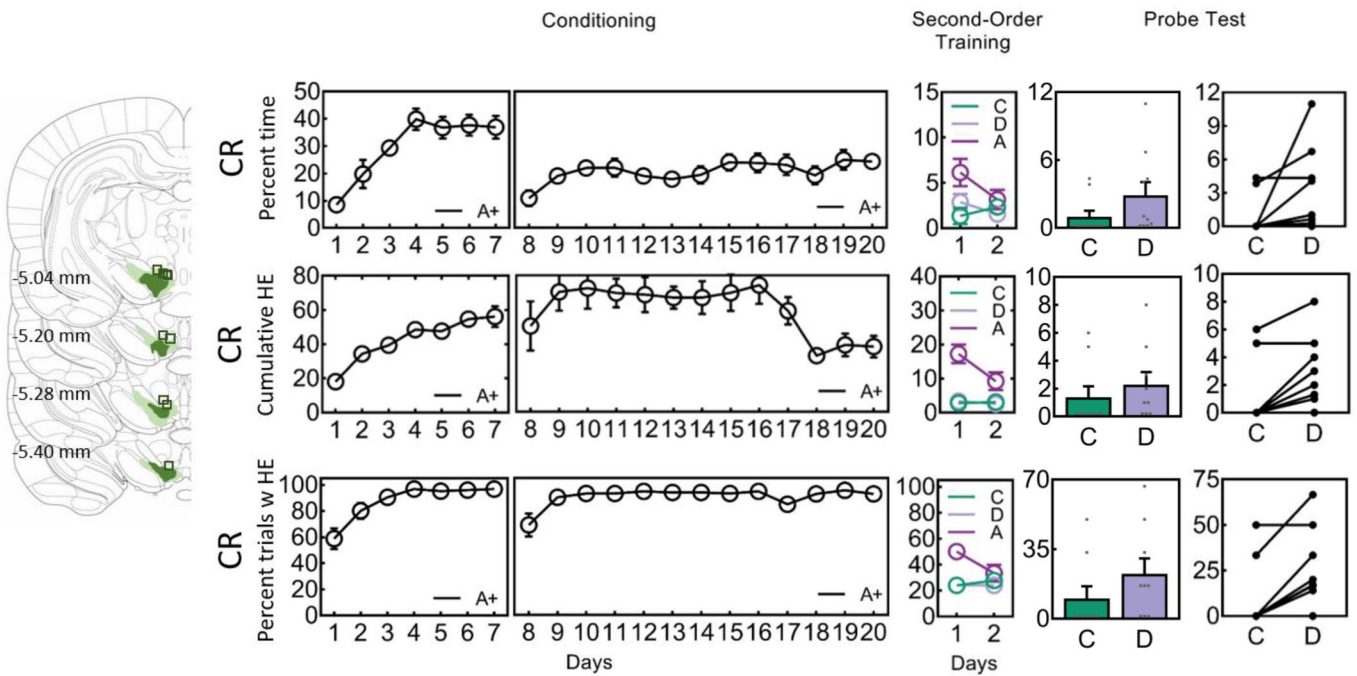 Conditioning
Second-Order
Training
Probe Test
-5.04 mm
-5.20 mm
-5.28 mm
-5.40 mm
CR
Percent time
50
40
30
20
10
0
A+
1 2 3 4 5 6 7
A+
8 9 10 11 12 13 14 15 16 17 18 19 20
15
10
5
0
C
D
A
1 2
12
6
0
C D
12
9
6
3
0
C D
CR
Cumulative HE
80
60
40
20
0
A+
1 2 3 4 5 6 7
A+
8 9 10 11 12 13 14 15 16 17 18 19 20
40
30
20
10
0
C
D
A
1 2
10
8
6
4
2
0
C D
10
8
6
4
2
0
C D
CR
Percent trials w HE
100
80
60
40
20
0
A+
1 2 3 4 5 6 7
A+
8 9 10 11 12 13 14 15 16 17 18 19 20
Days
100
80
60
40
20
0
C
D
A
1 2
Days
70
35
0
C D
75
50
25
0
C D